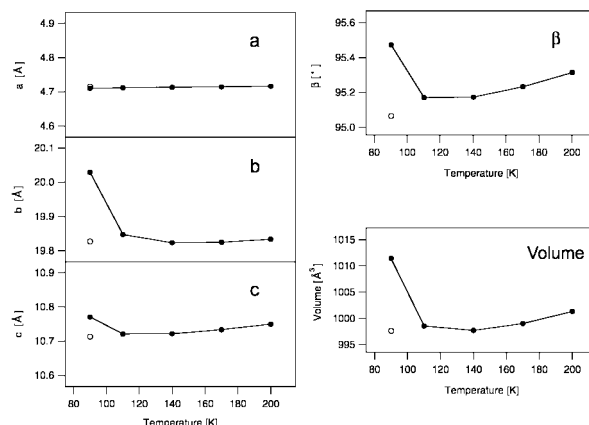 4.9
4.8
4.7
4.6
a [Å]
a
20.1
20.0
19.9
19.8
b [Å]
b
10.9
10.8
10.7
10.6
c [Å]
c
80 100 120 140 160 180 200
Temperature [K]
95.6
95.4
95.2
95.0
β [°]
β
80 100 120 140 160 180 200
Temperature [K]
1015
1010
1005
1000
995
Volume [Å³]
Volume
80 100 120 140 160 180 200
Temperature [K]